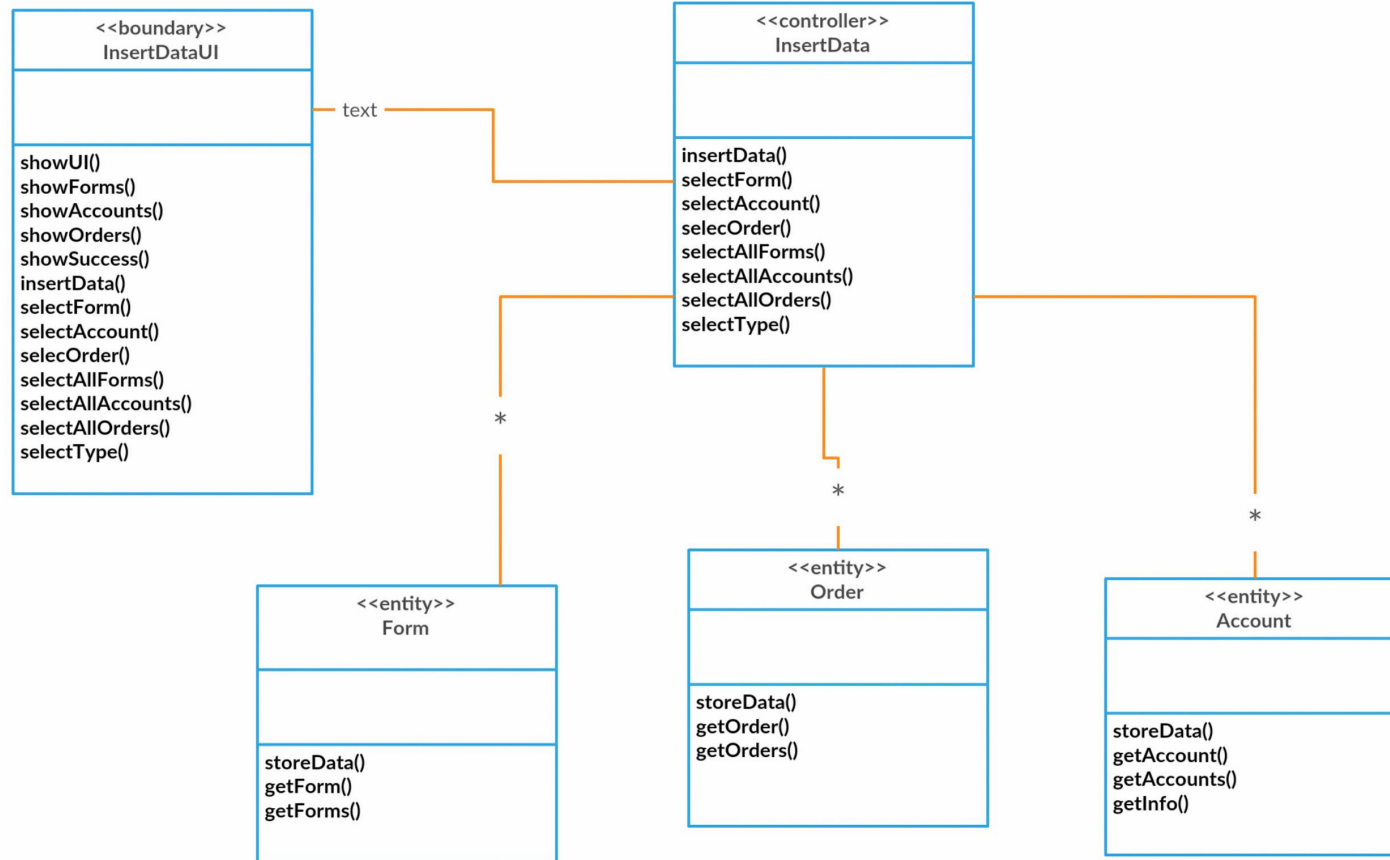 <<boundary>>
InsertDataUI
showUI()
showForms()
showAccounts()
showOrders()
showSuccess()
insertData()
selectForm()
selectAccount()
selecOrder()
selectAllForms()
selectAllAccounts()
selectAllOrders()
selectType()
text
<<controller>>
InsertData
insertData()
selectForm()
selectAccount()
selecOrder()
selectAllForms()
selectAllAccounts()
selectAllOrders()
selectType()
*
*
*
<<entity>>
Form
storeData()
getForm()
getForms()
<<entity>>
Order
storeData()
getOrder()
getOrders()
<<entity>>
Account
storeData()
getAccount()
getAccounts()
getInfo()